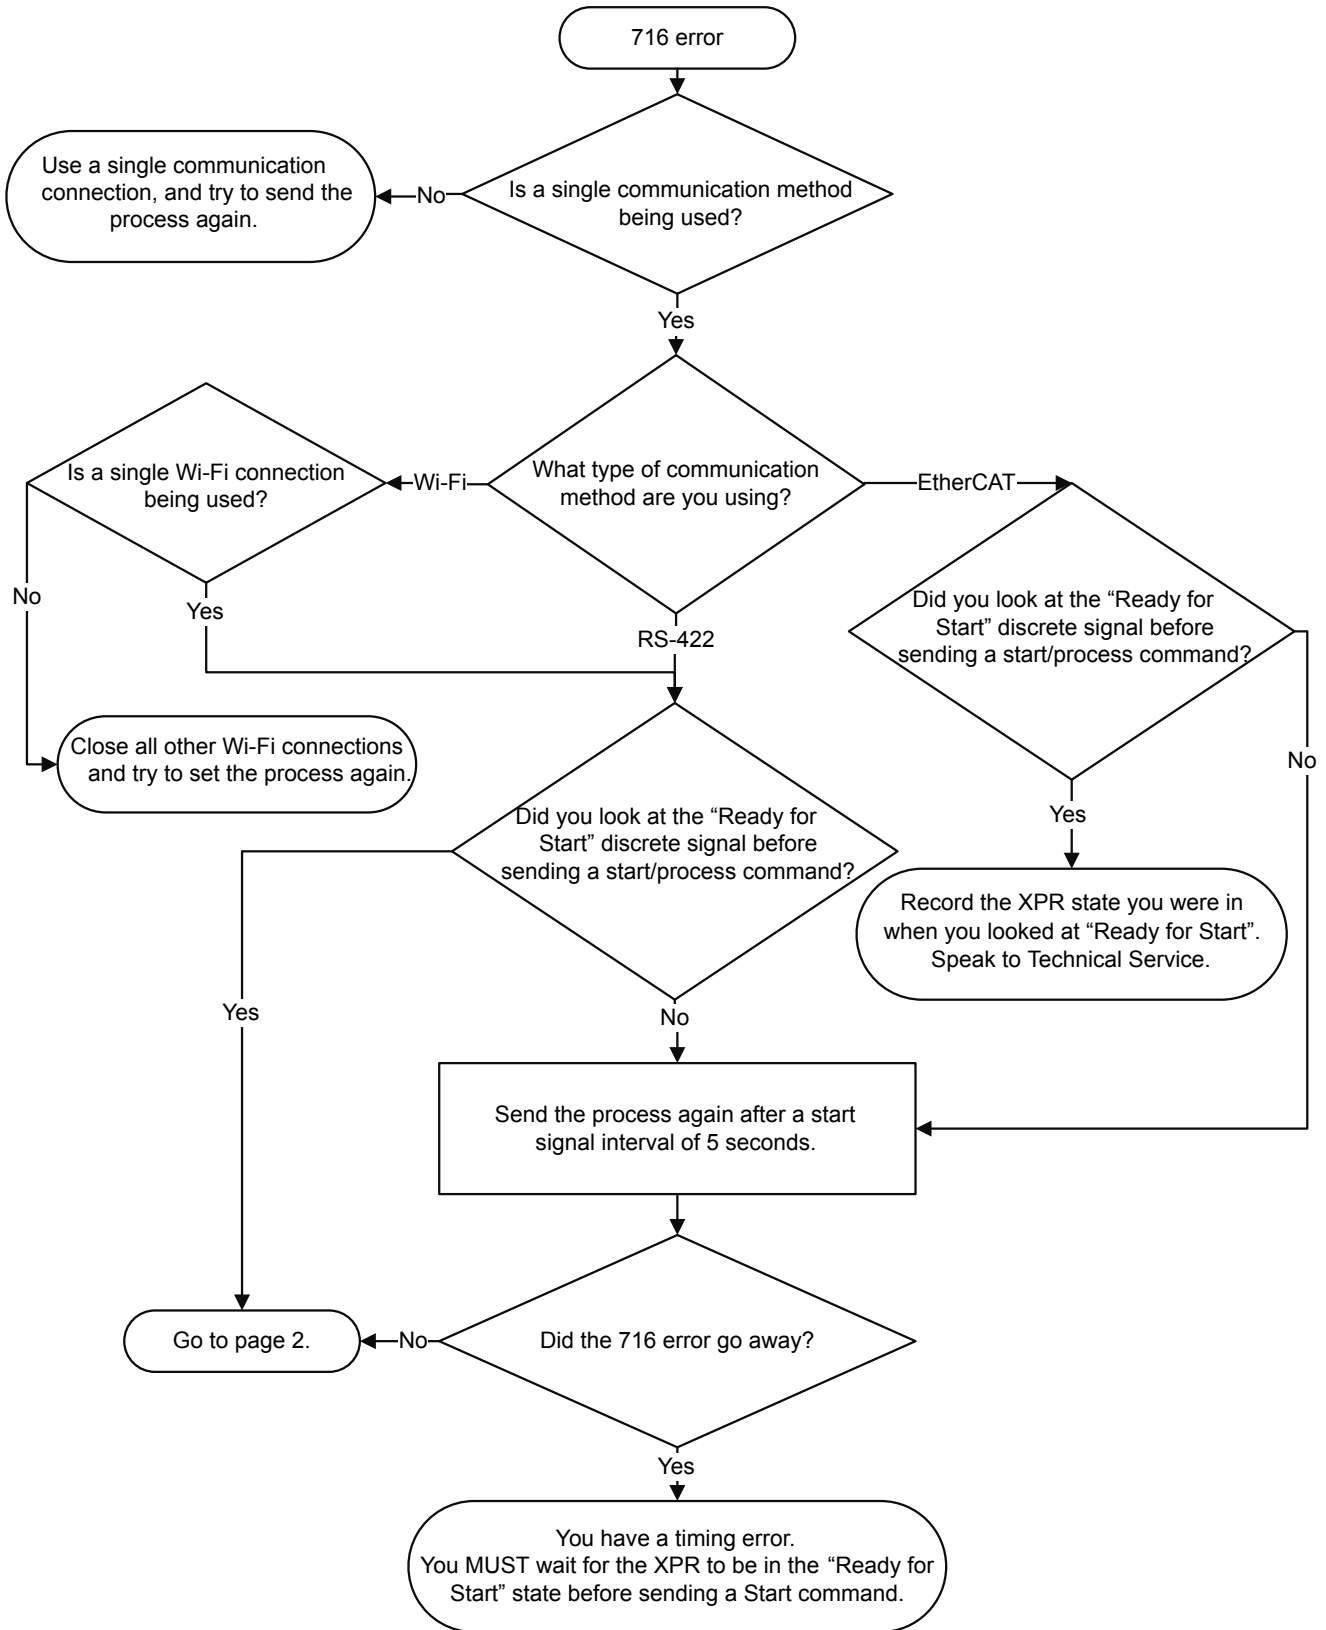 716 error
Is a single communication method
being used?
No
Use a single communication
connection, and try to send the
process again.
Yes
What type of communication
method are you using?
Wi-Fi
EtherCAT
RS-422
Is a single Wi-Fi connection
being used?
No
Yes
Close all other Wi-Fi connections
and try to set the process again.
Did you look at the “Ready for
Start” discrete signal before
sending a start/process command?
No
Yes
Record the XPR state you were in
when you looked at “Ready for Start”.
Speak to Technical Service.
Did you look at the “Ready for
Start” discrete signal before
sending a start/process command?
Yes
No
Send the process again after a start
signal interval of 5 seconds.
Did the 716 error go away?
No
Go to page 2.
Yes
You have a timing error.
You MUST wait for the XPR to be in the “Ready for
Start” state before sending a Start command.